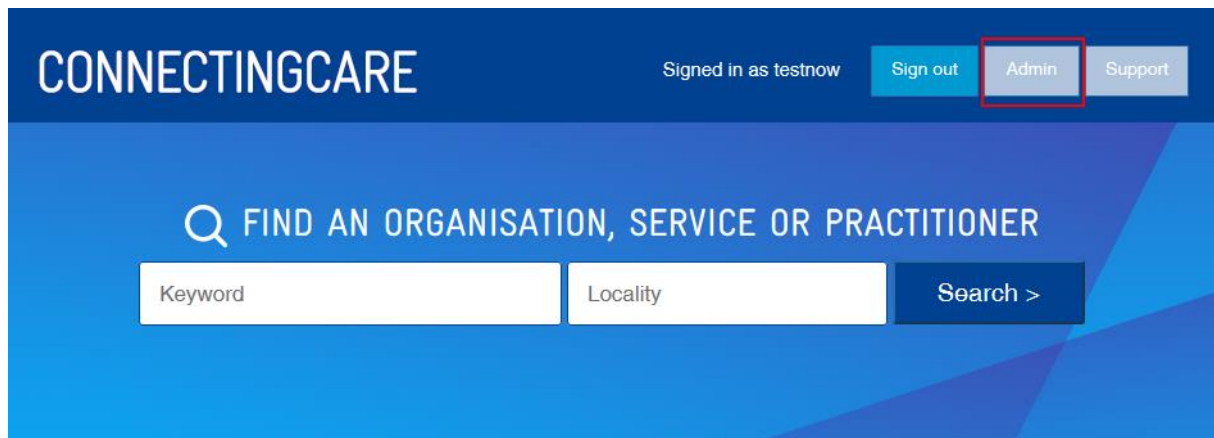 CONNECTINGCARE
Signed in as testnow Sign out Admin Support
FIND AN ORGANISATION, SERVICE OR PRACTITIONER
Keyword Locality Search >